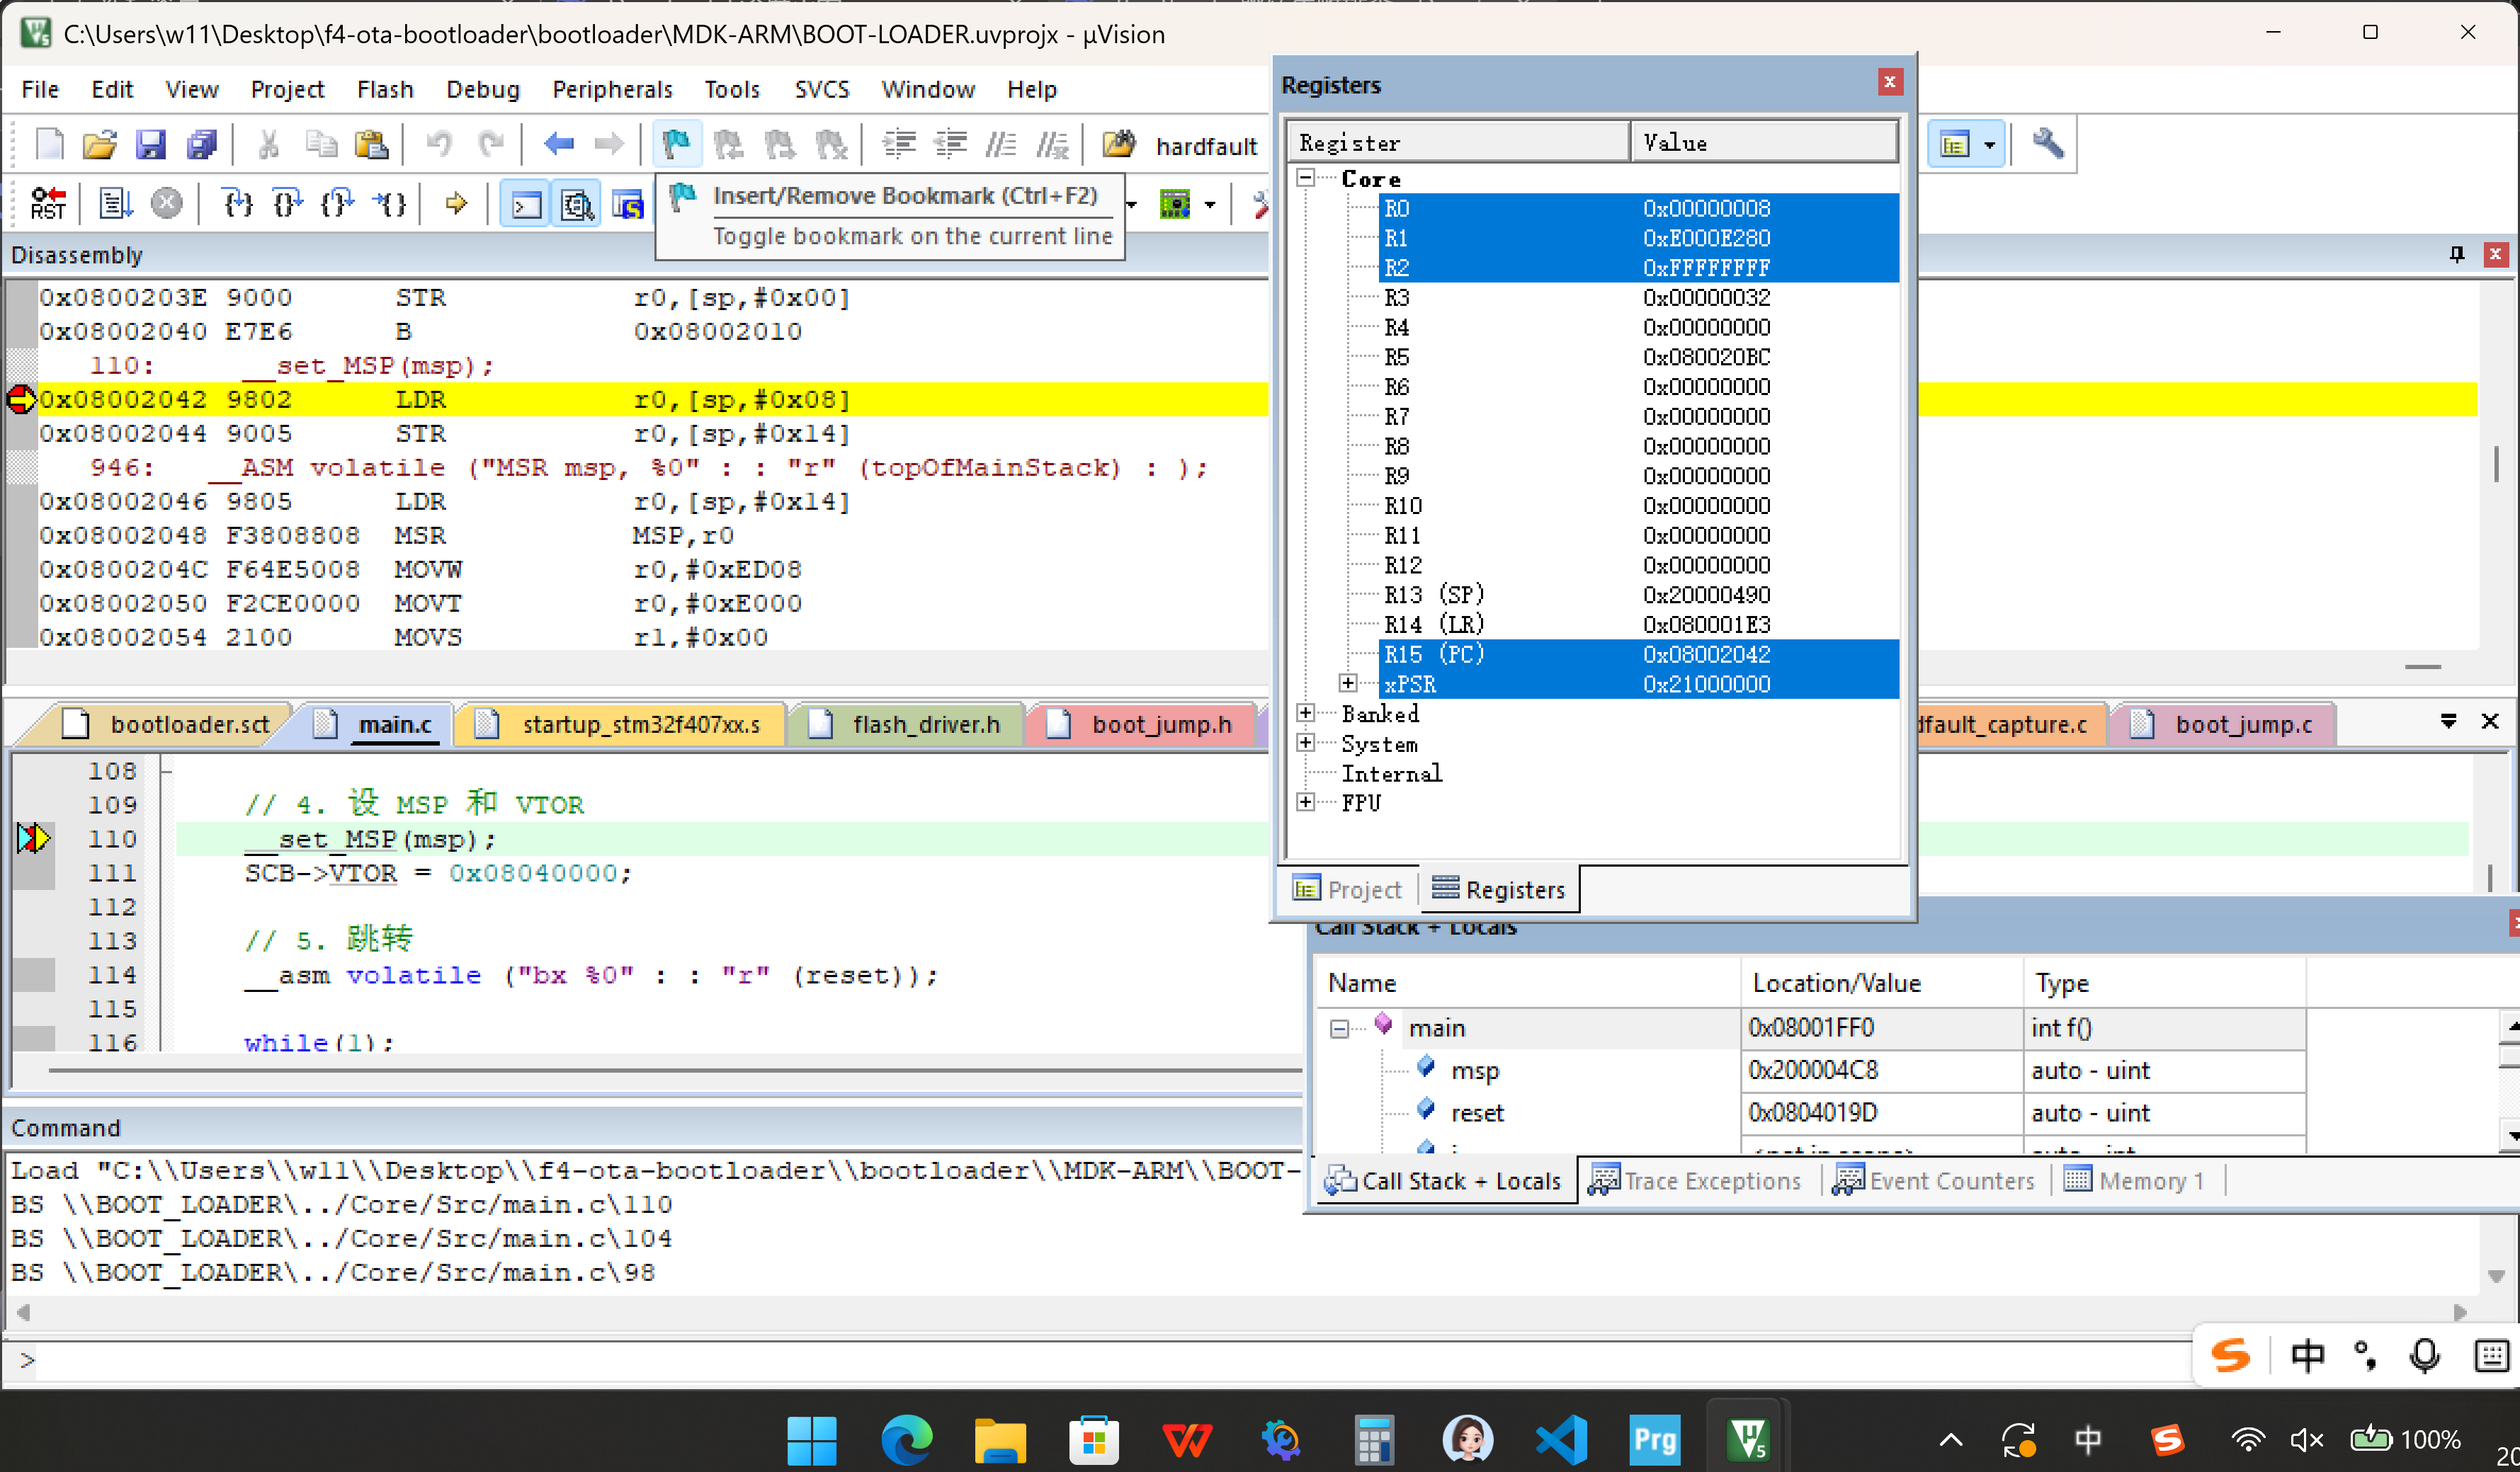 C:\Users\w11\Desktop\f4-ota-bootloader\bootloader\MDK-ARM\BOOT-LOADER.uvprojx - µVision
File Edit View Project Flash Debug Peripherals Tools SVCS Window Help
hardfault
RST
Insert/Remove Bookmark (Ctrl+F2)
Toggle bookmark on the current line
Disassembly
0x0800203E 9000 STR r0,[sp,#0x00]
0x08002040 E7E6 B 0x08002010
110: __set_MSP(msp);
0x08002042 9802 LDR r0,[sp,#0x08]
0x08002044 9005 STR r0,[sp,#0x14]
946: __ASM volatile ("MSR msp, %0" : : "r" (topOfMainStack) : );
0x08002046 9805 LDR r0,[sp,#0x14]
0x08002048 F3808808 MSR MSP,r0
0x0800204C F64E5008 MOVW r0,#0xED08
0x08002050 F2CE0000 MOVT r0,#0xE000
0x08002054 2100 MOVS r1,#0x00
Registers
Register Value
Core
R0 0x00000008
R1 0xE000E280
R2 0xFFFFFFFF
R3 0x00000032
R4 0x00000000
R5 0x080020BC
R6 0x00000000
R7 0x00000000
R8 0x00000000
R9 0x00000000
R10 0x00000000
R11 0x00000000
R12 0x00000000
R13 (SP) 0x20000490
R14 (LR) 0x080001E3
R15 (PC) 0x08002042
xPSR 0x21000000
Banked
System
Internal
FPU
Project Registers
bootloader.sct main.c startup_stm32f407xx.s flash_driver.h boot_jump.h dfault_capture.c boot_jump.c
108
109 // 4. 设 MSP 和 VTOR
110 __set_MSP(msp);
111 SCB->VTOR = 0x08040000;
112
113 // 5. 跳转
114 __asm volatile ("bx %0" : : "r" (reset));
115
116 while(1);
Call Stack + Locals
Name Location/Value Type
main 0x08001FF0 int f()
msp 0x200004C8 auto - uint
reset 0x0804019D auto - uint
Call Stack + Locals Trace Exceptions Event Counters Memory 1
Command
Load "C:\\Users\\w11\\Desktop\\f4-ota-bootloader\\bootloader\\MDK-ARM\\BOOT-
BS \\BOOT_LOADER\../Core/Src/main.c\110
BS \\BOOT_LOADER\../Core/Src/main.c\104
BS \\BOOT_LOADER\../Core/Src/main.c\98
>
中
Prg
中
100%
20